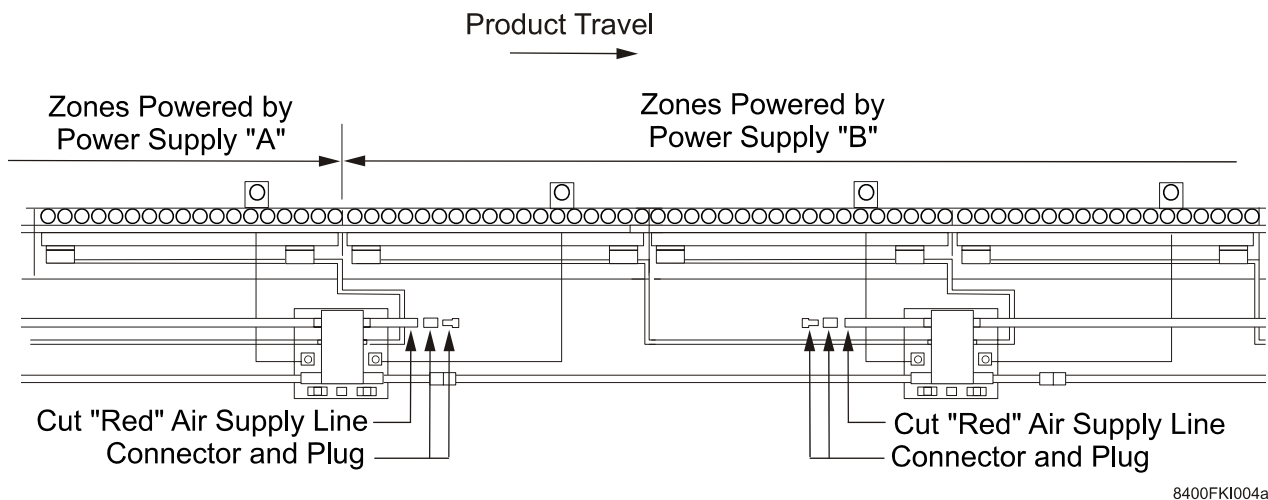 Product Travel
Zones Powered by
Power Supply "A"
Zones Powered by
Power Supply "B"
Cut "Red" Air Supply Line
Connector and Plug
Cut "Red" Air Supply Line
Connector and Plug
8400FKI004a